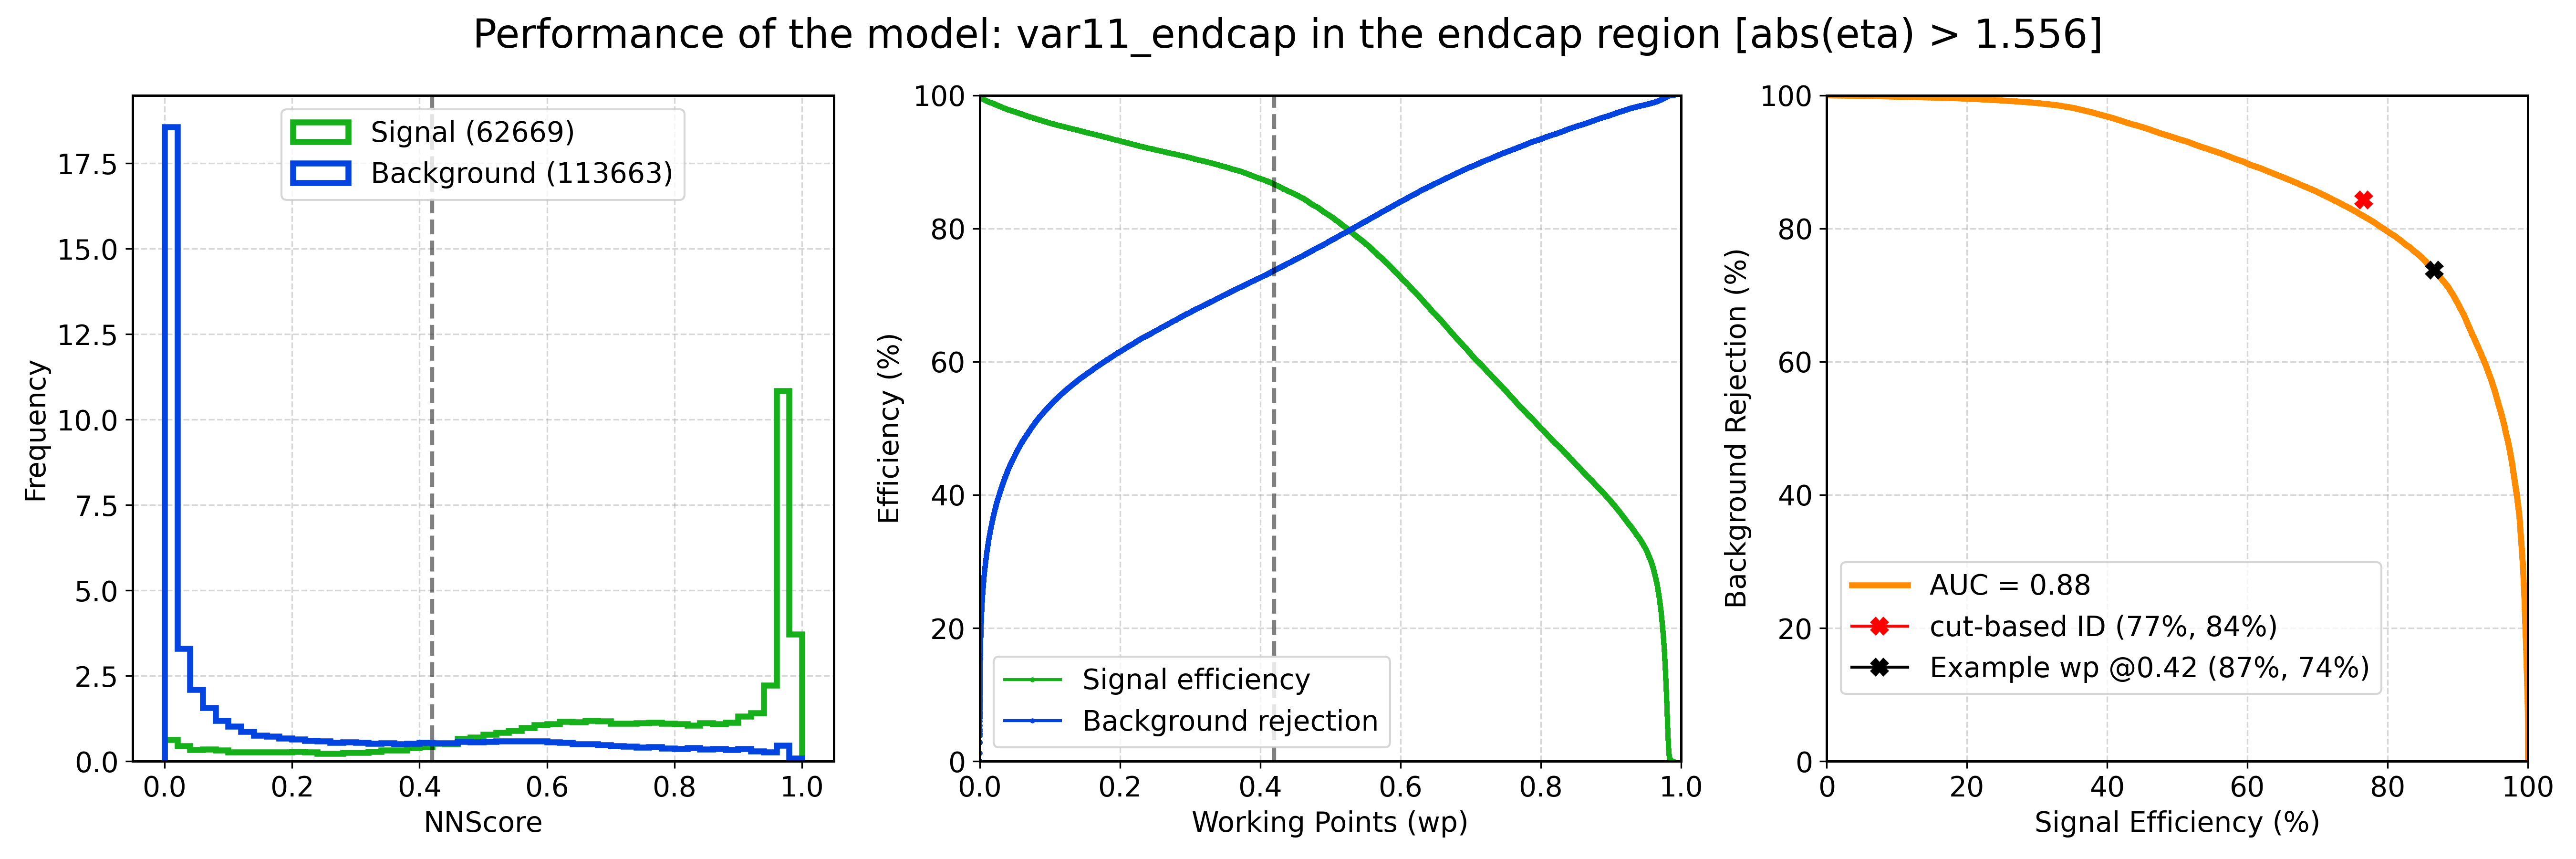 Performance of the model: var11_endcap in the endcap region [abs(eta) > 1.556]
Frequency
17.5
15.0
12.5
10.0
7.5
5.0
2.5
0.0
Signal (62669)
Background (113663)
0.0 0.2 0.4 0.6 0.8 1.0
NNScore
Efficiency (%)
100
80
60
40
20
0
Signal efficiency
Background rejection
0.0 0.2 0.4 0.6 0.8 1.0
Working Points (wp)
Background Rejection (%)
100
80
60
40
20
0
AUC = 0.88
cut-based ID (77%, 84%)
Example wp @0.42 (87%, 74%)
0 20 40 60 80 100
Signal Efficiency (%)